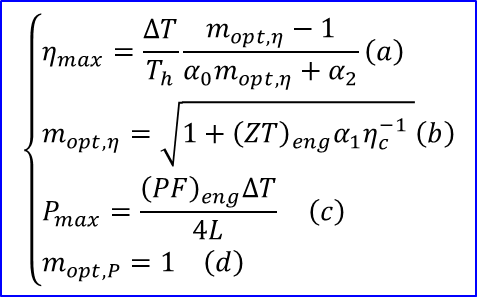 η_max = ΔT/T_h (m_opt,η − 1)/(α_0 m_opt,η + α_2) (a)
m_opt,η = √(1 + (ZT)_eng α_1 η_c^−1) (b)
P_max = (PF)_eng ΔT/4L (c)
m_opt,P = 1 (d)